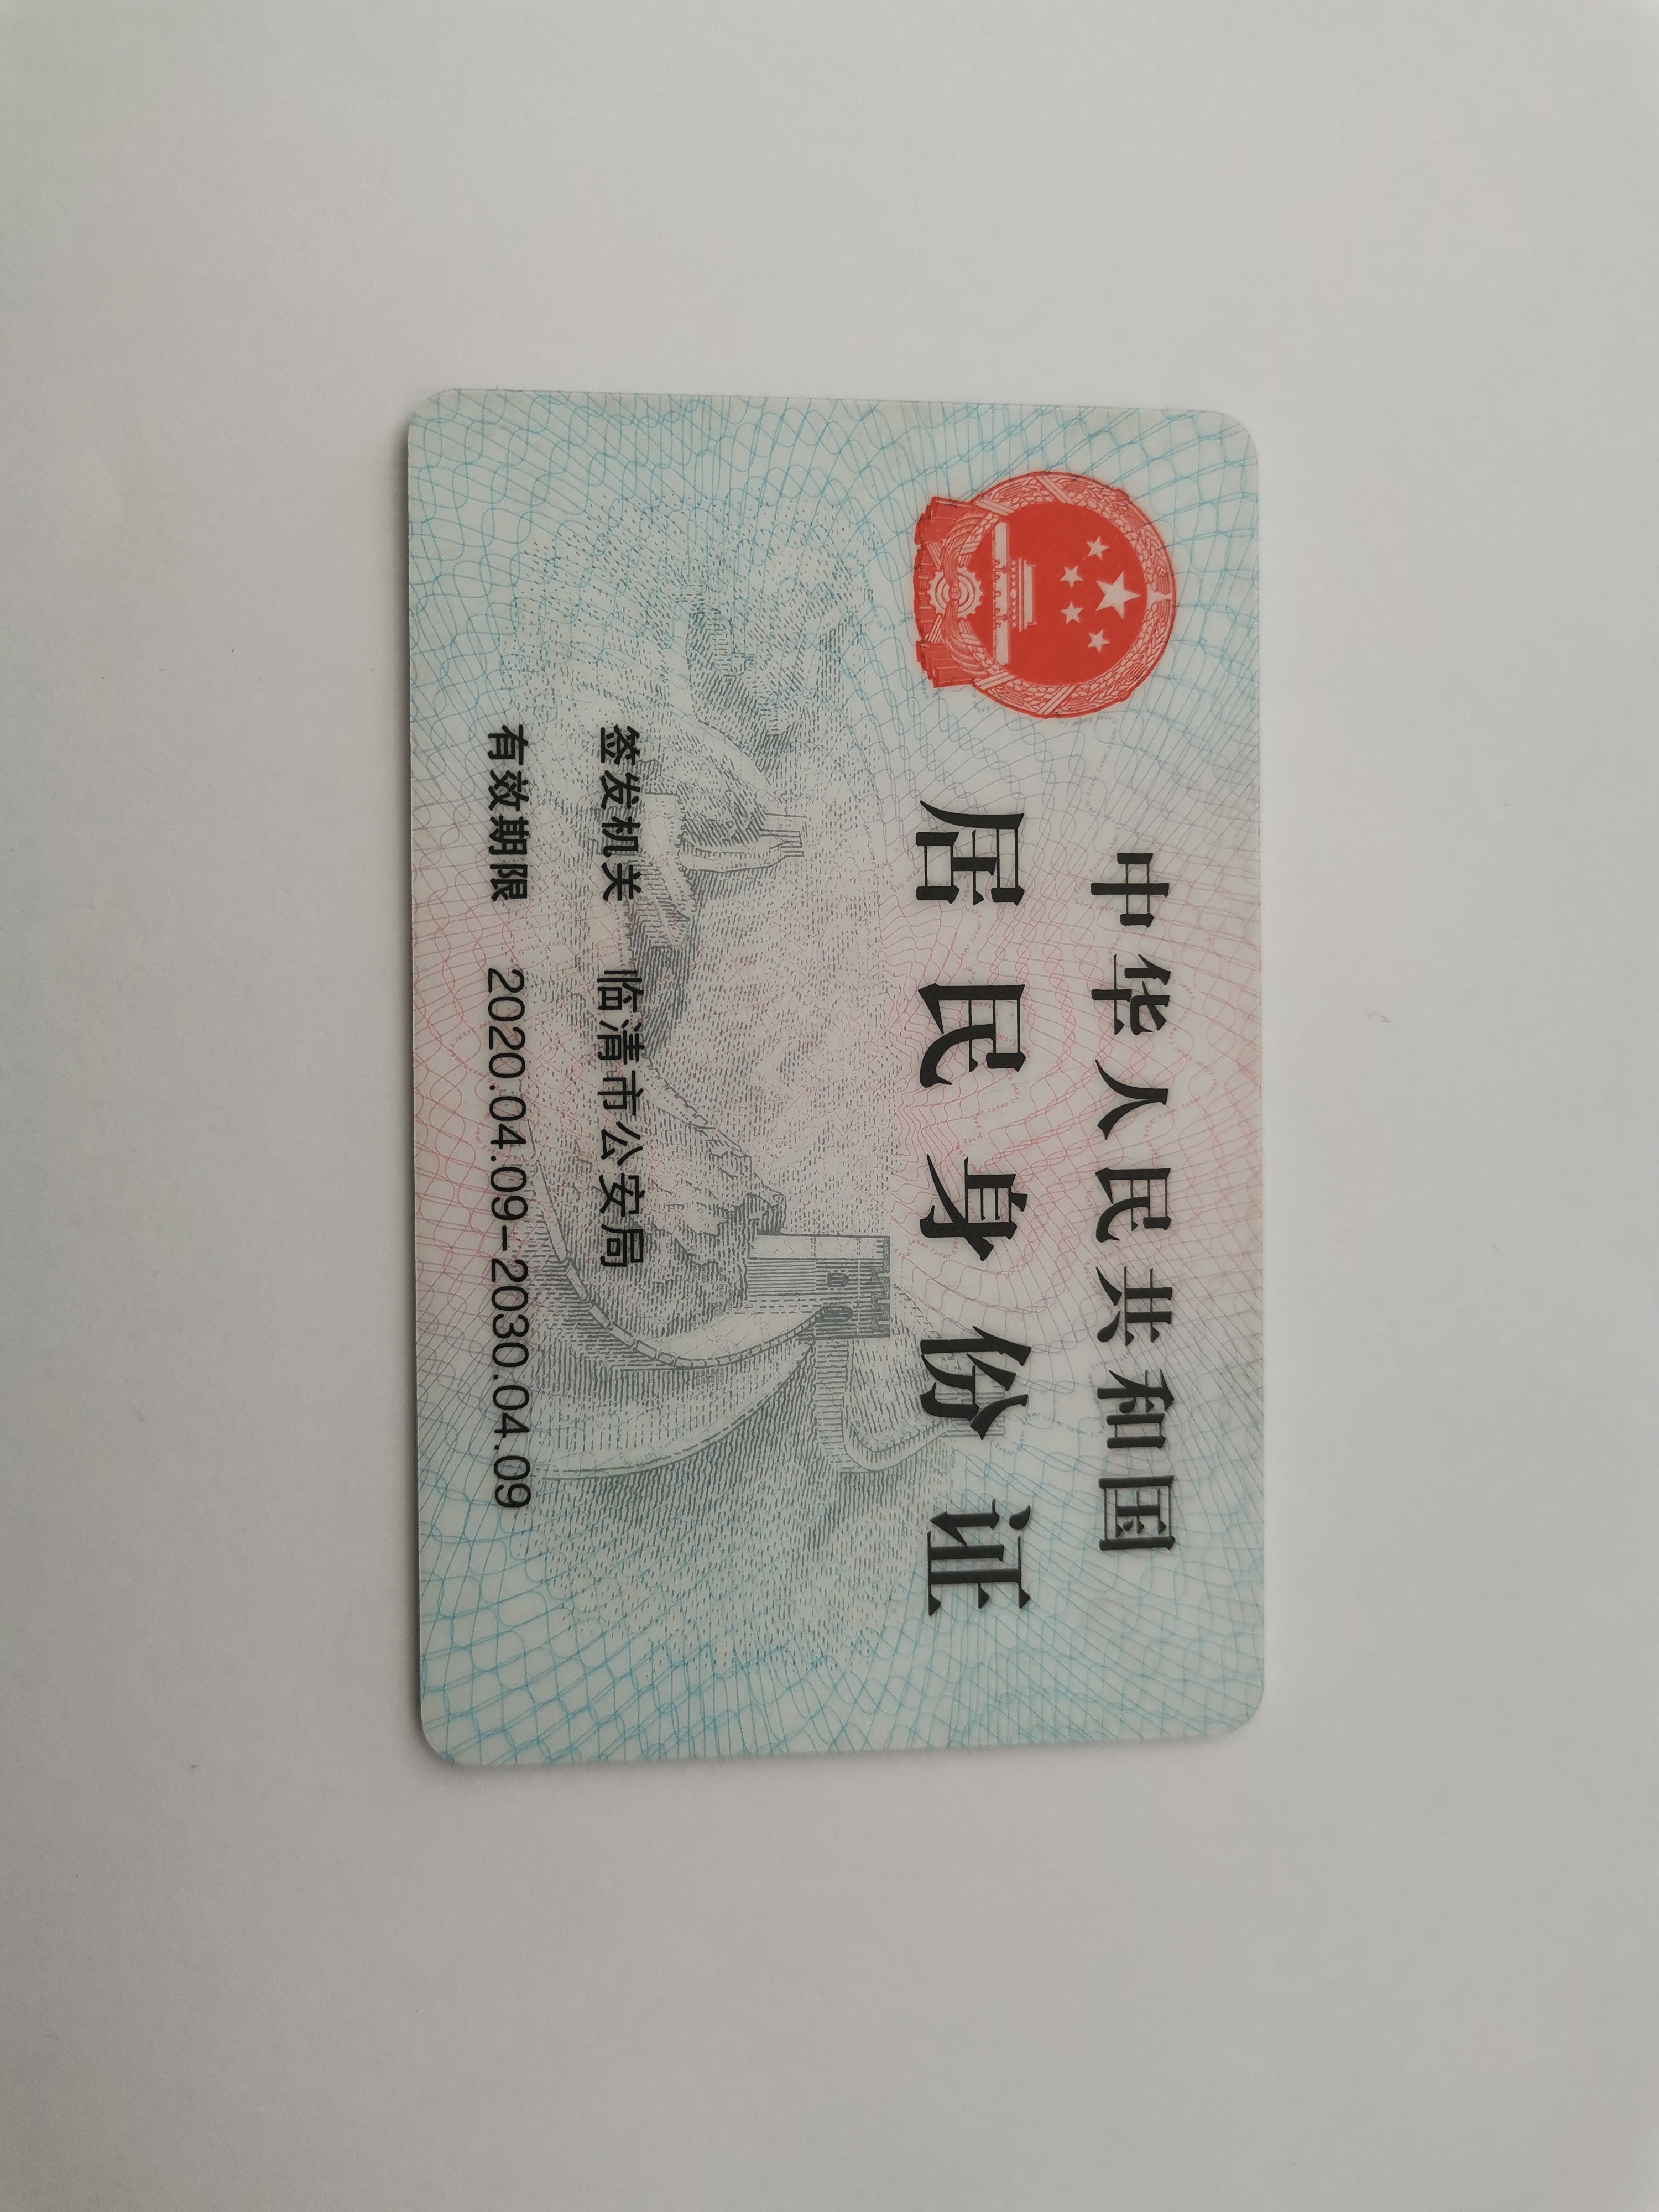 中华人民共和国
居民身份证
签发机关 临清市公安局
有效期限 2020.04.09-2030.04.09